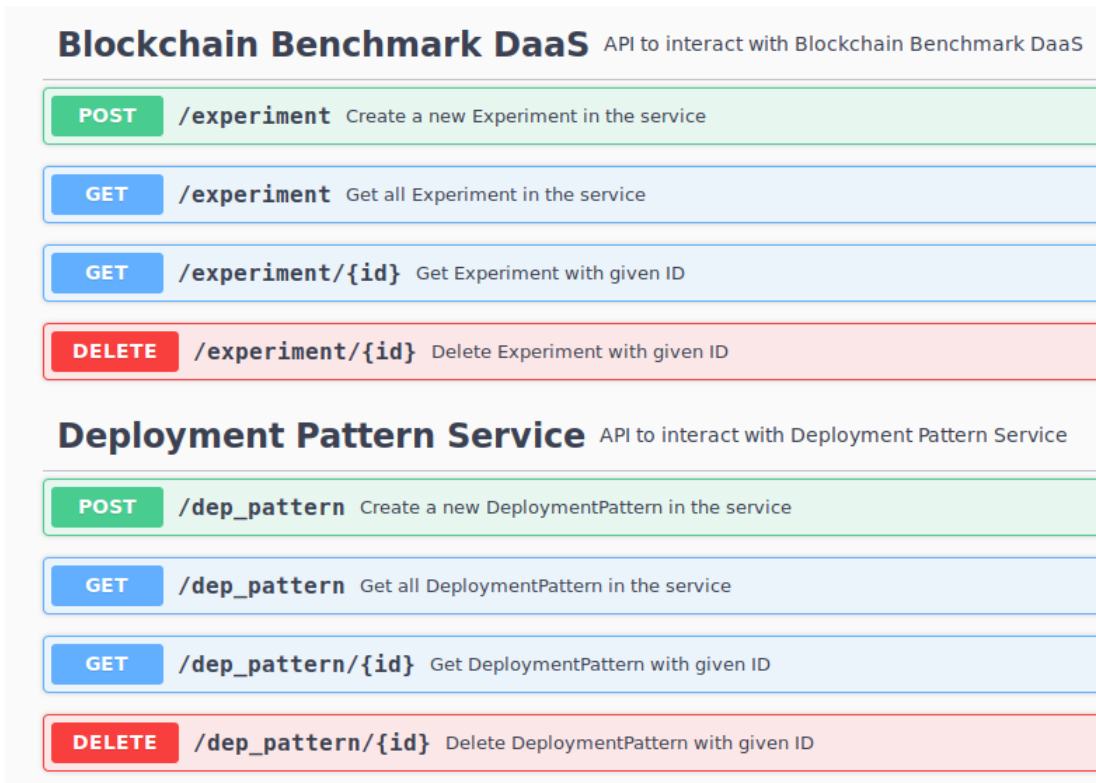 Blockchain Benchmark DaaS API to interact with Blockchain Benchmark DaaS
POST /experiment Create a new Experiment in the service
GET /experiment Get all Experiment in the service
GET /experiment/{id} Get Experiment with given ID
DELETE /experiment/{id} Delete Experiment with given ID
Deployment Pattern Service API to interact with Deployment Pattern Service
POST /dep_pattern Create a new DeploymentPattern in the service
GET /dep_pattern Get all DeploymentPattern in the service
GET /dep_pattern/{id} Get DeploymentPattern with given ID
DELETE /dep_pattern/{id} Delete DeploymentPattern with given ID